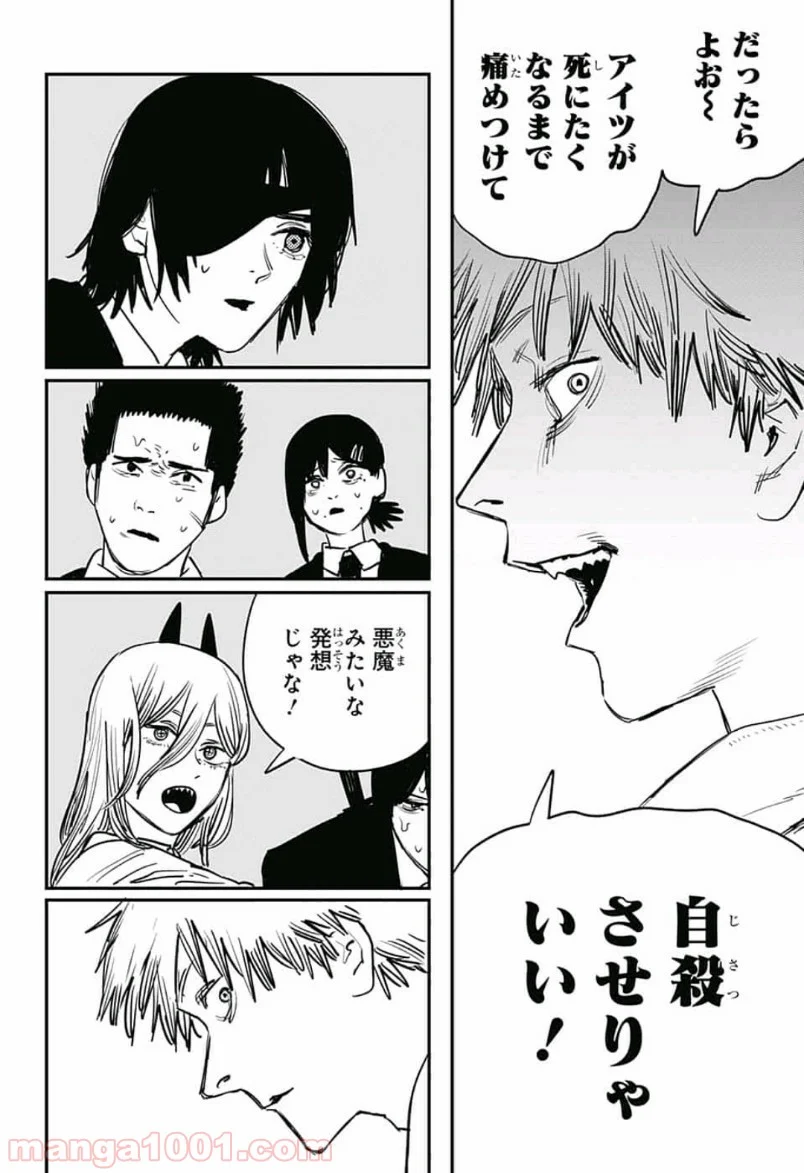 だったら
よお〜
アイツが
死にたく
なるまで
痛めつけて
自殺
させりゃ
いい！
悪魔
みたいな
発想
じゃな！
manga1001.com